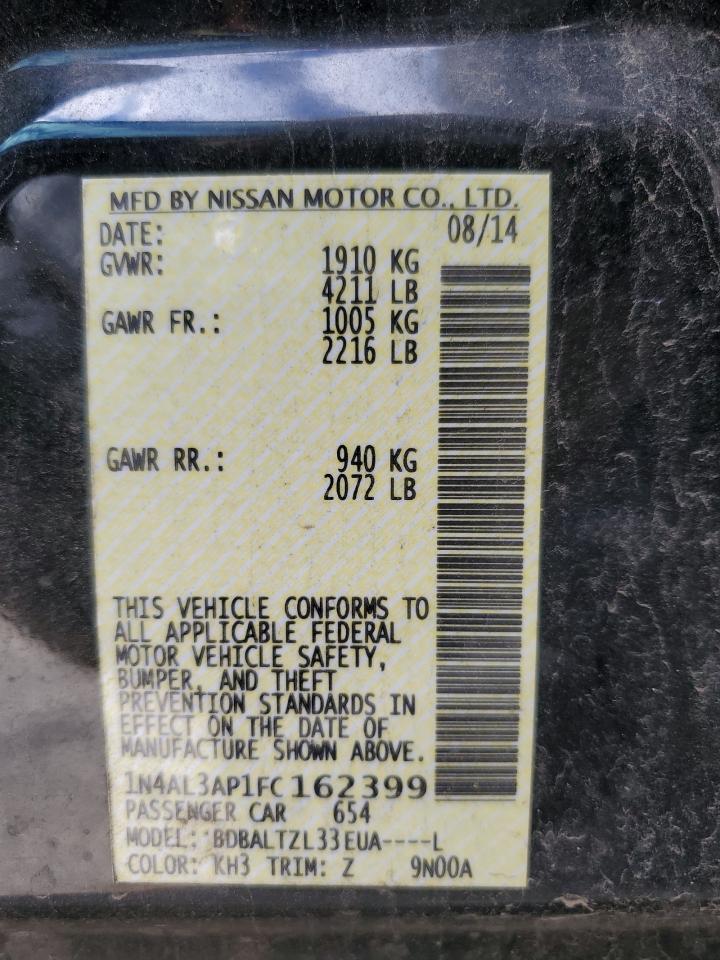 MFD BY NISSAN MOTOR CO., LTD.
DATE: 08/14
GVWR: 1910 KG
4211 LB
GAWR FR.: 1005 KG
2216 LB
GAWR RR.: 940 KG
2072 LB
THIS VEHICLE CONFORMS TO
ALL APPLICABLE FEDERAL
MOTOR VEHICLE SAFETY,
BUMPER, AND THEFT
PREVENTION STANDARDS IN
EFFECT ON THE DATE OF
MANUFACTURE SHOWN ABOVE.
1N4AL3AP1FC162399
PASSENGER CAR 654
MODEL: BDBALTZL33EUA----L
COLOR: KH3 TRIM: Z 9N00A